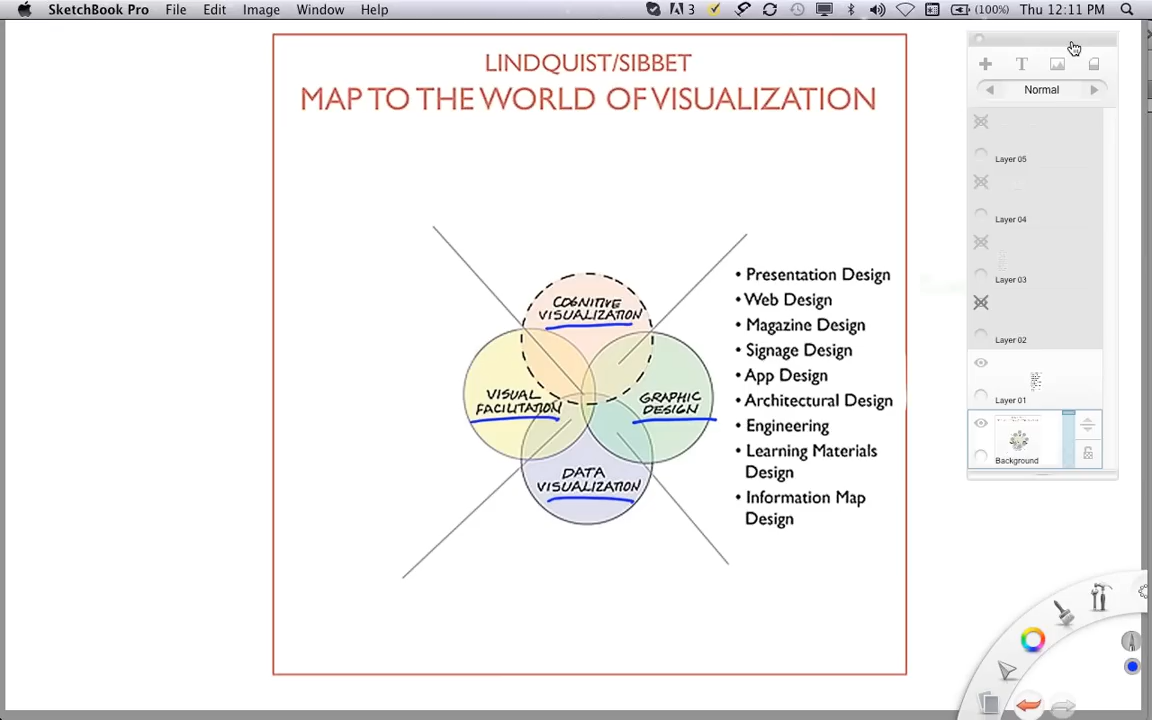 SketchBook Pro File Edit Image Window Help 3 (100%) Thu 12:11 PM
LINDQUIST/SIBBET
MAP TO THE WORLD OF VISUALIZATION
T
Normal
Layer 05
Layer 04
Layer 03
Layer 02
Layer 01
Background
COGNITIVE
VISUALIZATION
VISUAL
FACILITATION
GRAPHIC
DESIGN
DATA
VISUALIZATION
• Presentation Design
• Web Design
• Magazine Design
• Signage Design
• App Design
• Architectural Design
• Engineering
• Learning Materials
Design
• Information Map
Design